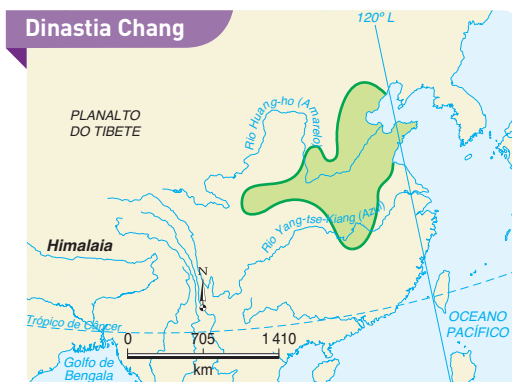 Dinastia Chang
120º L
PLANALTO
DO TIBETE
Rio Huang-ho (Amarelo)
Rio Yang-tse-Kiang (Azul)
Himalaia
N
Trópico de Câncer
0 705 1 410
km
OCEANO
PACÍFICO
Golfo de
Bengala